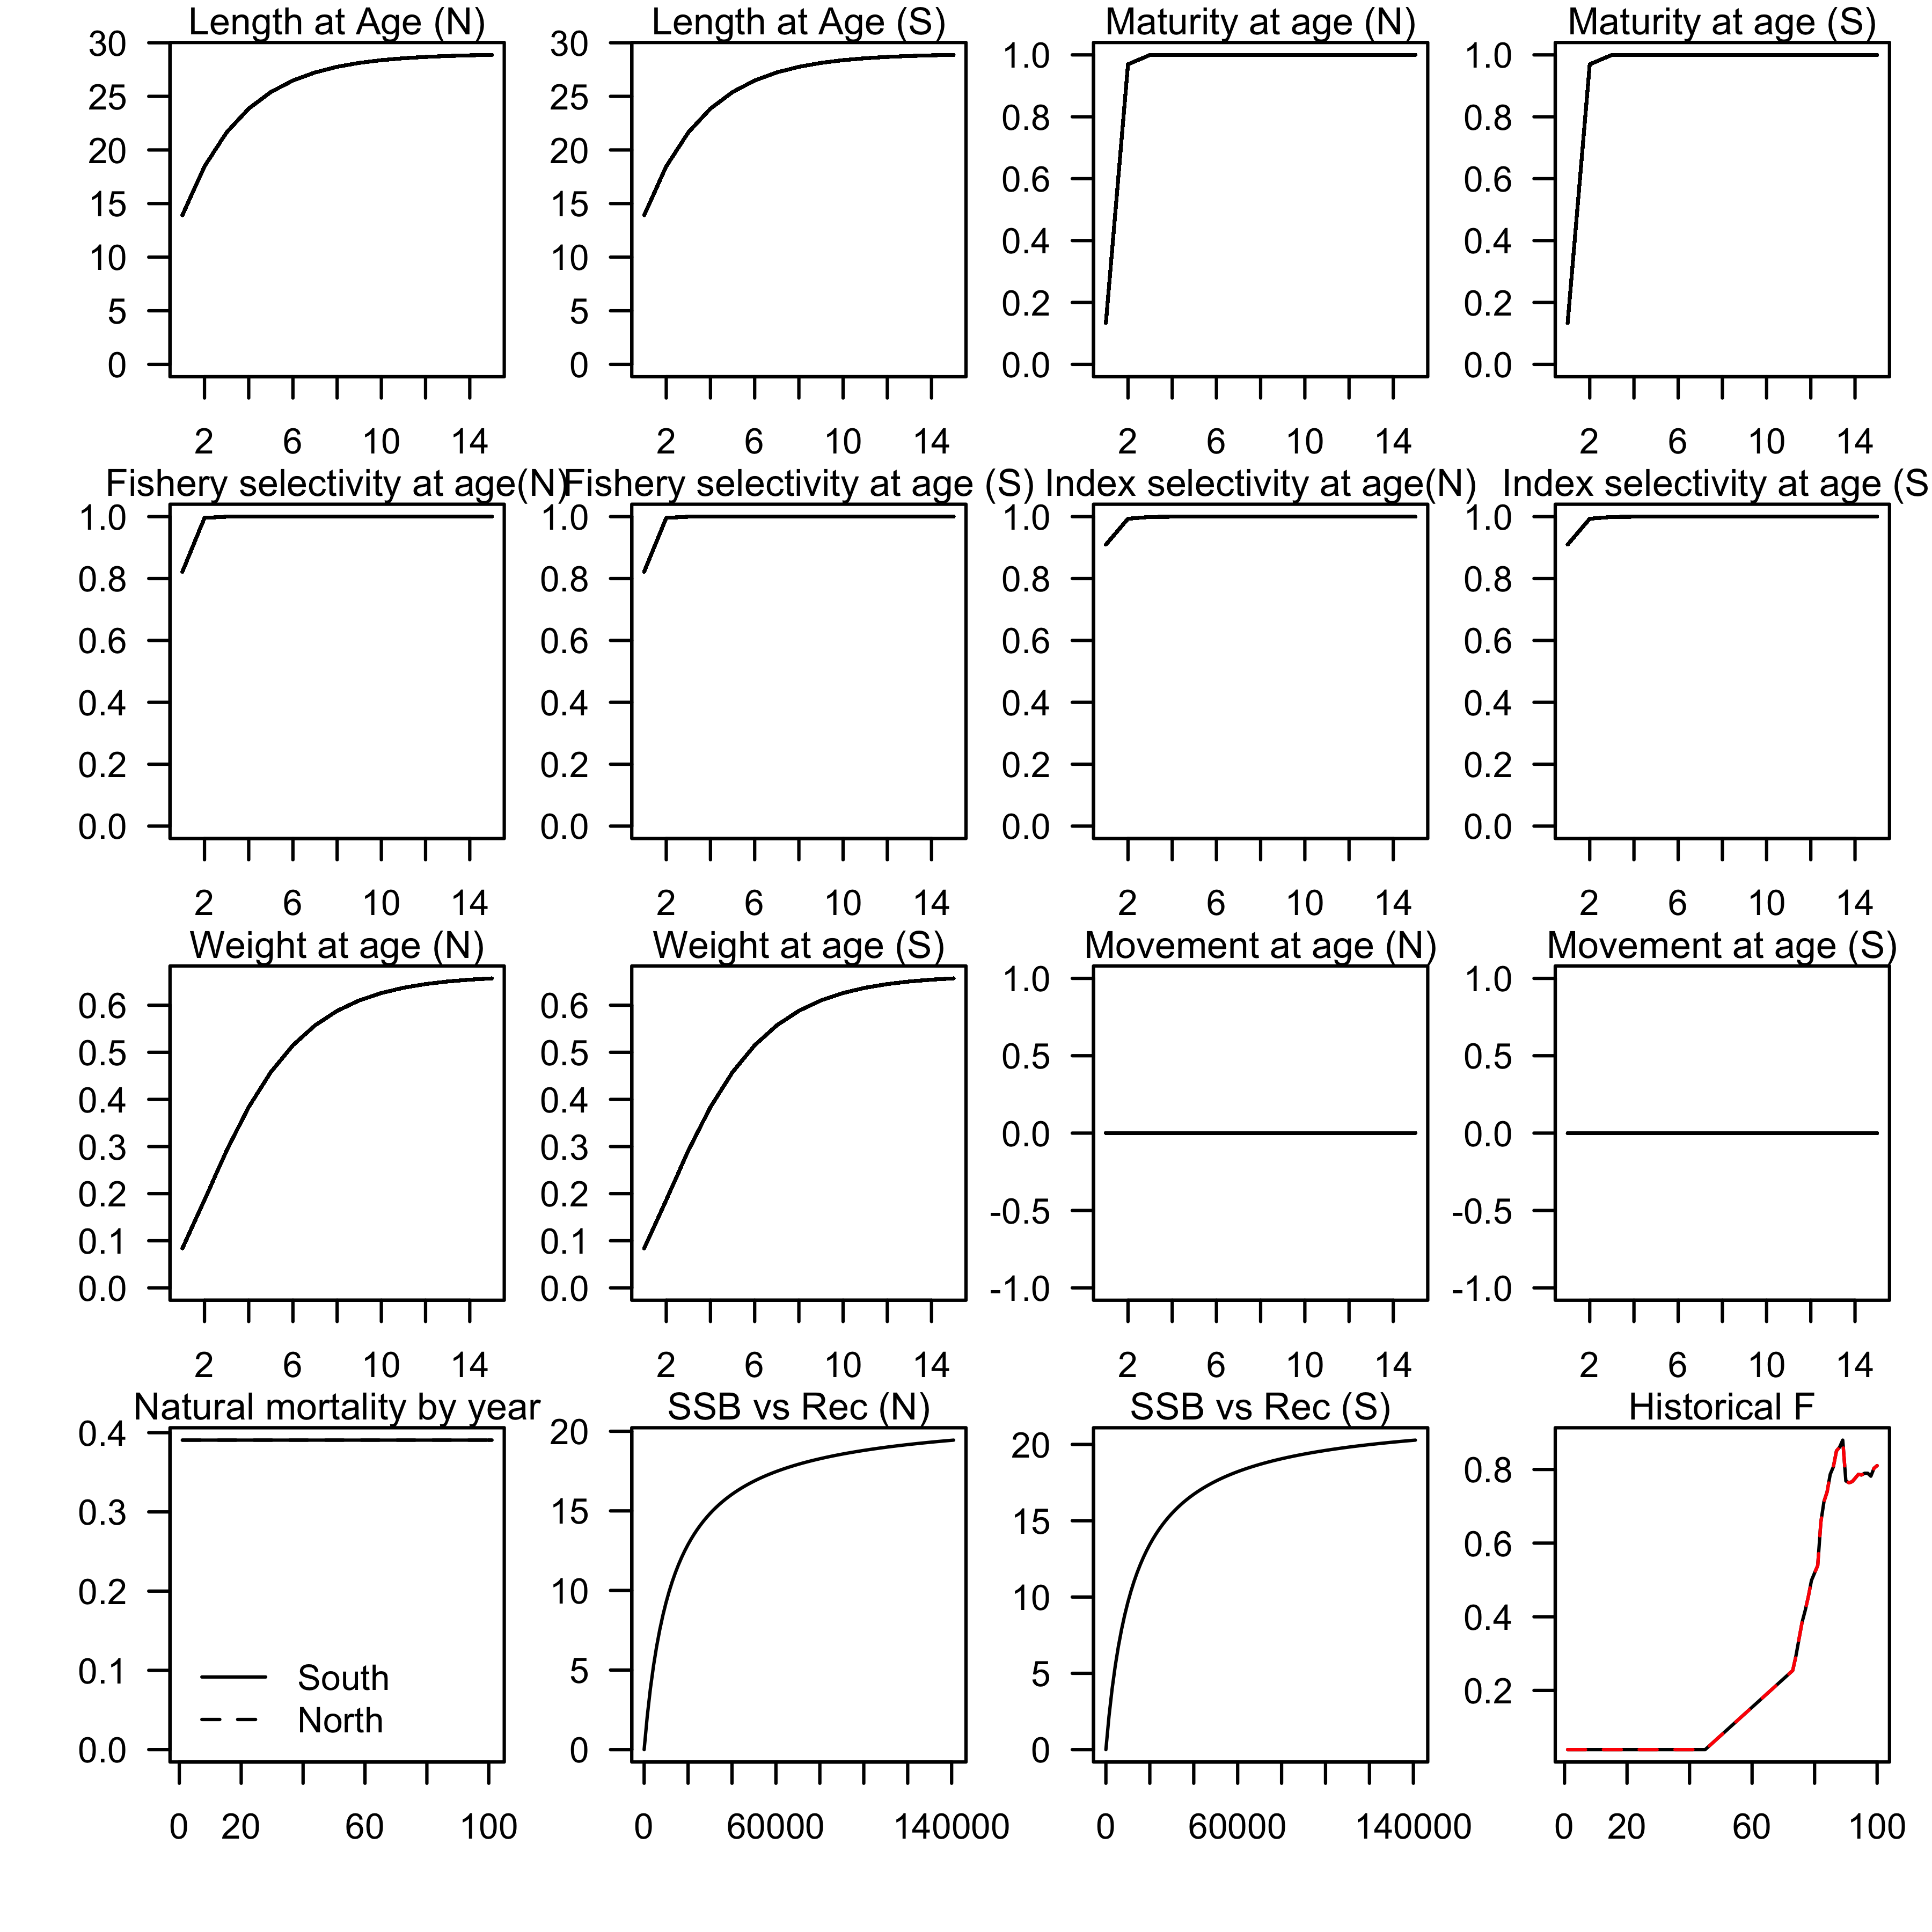 Length at Age (N)
Length at Age (S)
Maturity at age (N)
Maturity at age (S)
30
25
20
15
10
5
0
2 6 10 14
30
25
20
15
10
5
0
2 6 10 14
1.0
0.8
0.6
0.4
0.2
0.0
2 6 10 14
1.0
0.8
0.6
0.4
0.2
0.0
2 6 10 14
Fishery selectivity at age(N)
Fishery selectivity at age (S)
Index selectivity at age(N)
Index selectivity at age (S
1.0
0.8
0.6
0.4
0.2
0.0
2 6 10 14
1.0
0.8
0.6
0.4
0.2
0.0
2 6 10 14
1.0
0.8
0.6
0.4
0.2
0.0
2 6 10 14
1.0
0.8
0.6
0.4
0.2
0.0
2 6 10 14
Weight at age (N)
Weight at age (S)
Movement at age (N)
Movement at age (S)
0.6
0.5
0.4
0.3
0.2
0.1
0.0
2 6 10 14
0.6
0.5
0.4
0.3
0.2
0.1
0.0
2 6 10 14
1.0
0.5
0.0
-0.5
-1.0
2 6 10 14
1.0
0.5
0.0
-0.5
-1.0
2 6 10 14
Natural mortality by year
SSB vs Rec (N)
SSB vs Rec (S)
Historical F
0.4
0.3
0.2
0.1
0.0
South
North
0 20 60 100
20
15
10
5
0
0 60000 140000
20
15
10
5
0
0 60000 140000
0.8
0.6
0.4
0.2
0 20 60 100